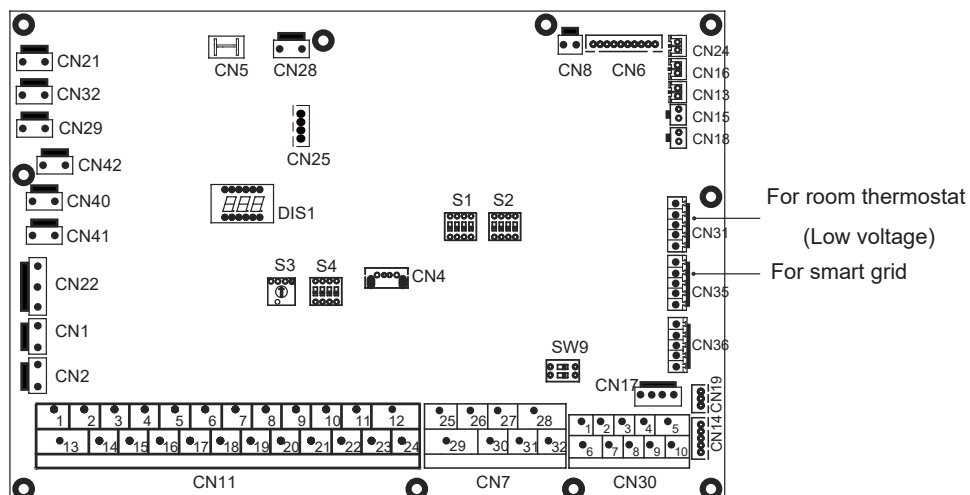 CN21
CN5
CN28
CN8 CN6
CN24
CN16
CN32
CN13
CN15
CN29
CN18
CN25
CN42
CN40
DIS1
888
S1 S2
For room thermostat
(Low voltage)
CN31
CN41
For smart grid
CN22
S3 S4
CN4
CN35
CN1
SW9
CN36
CN2
CN17
CN19
CN14
1 2 3 4 5 6 7 8 9 10 11 12
25 26 27 28
1 2 3 4 5
13 14 15 16 17 18 19 20 21 22 23 24
29 30 31 32
6 7 8 9 10
CN11 CN7 CN30